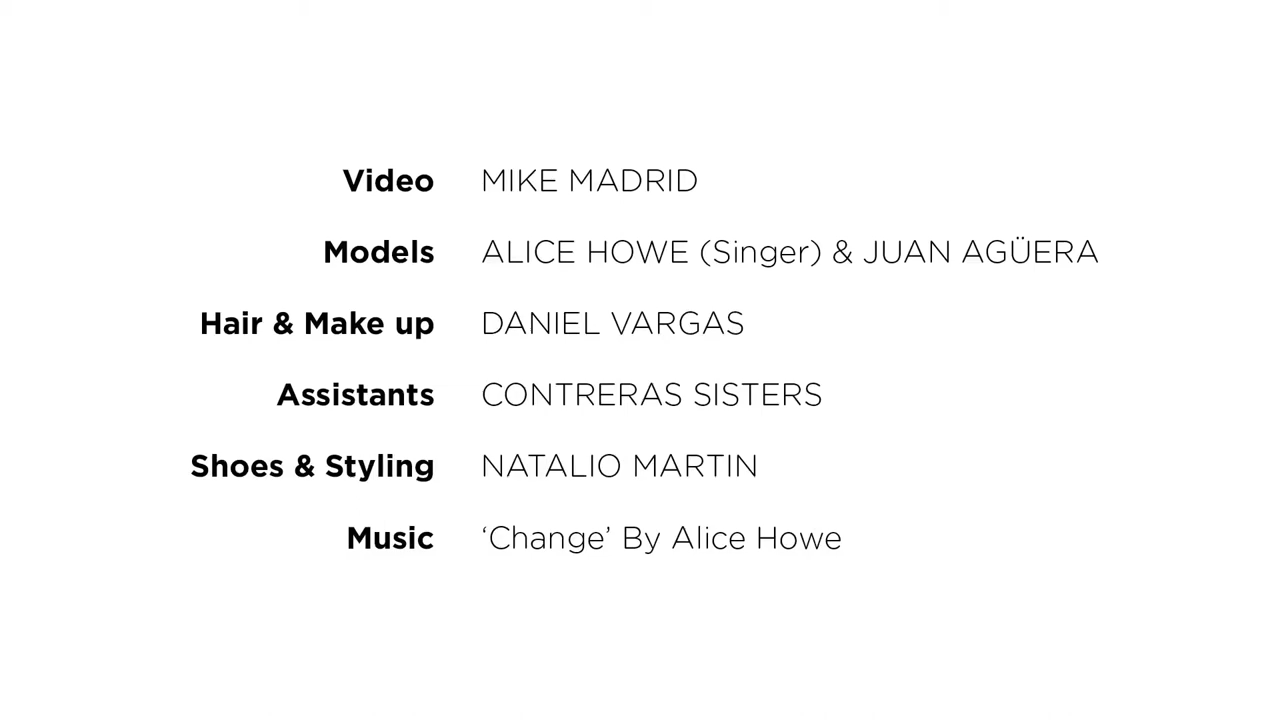 Video MIKE MADRID
Models ALICE HOWE (Singer) & JUAN AGÜERA
Hair & Make up DANIEL VARGAS
Assistants CONTRERAS SISTERS
Shoes & Styling NATALIO MARTIN
Music ‘Change’ By Alice Howe